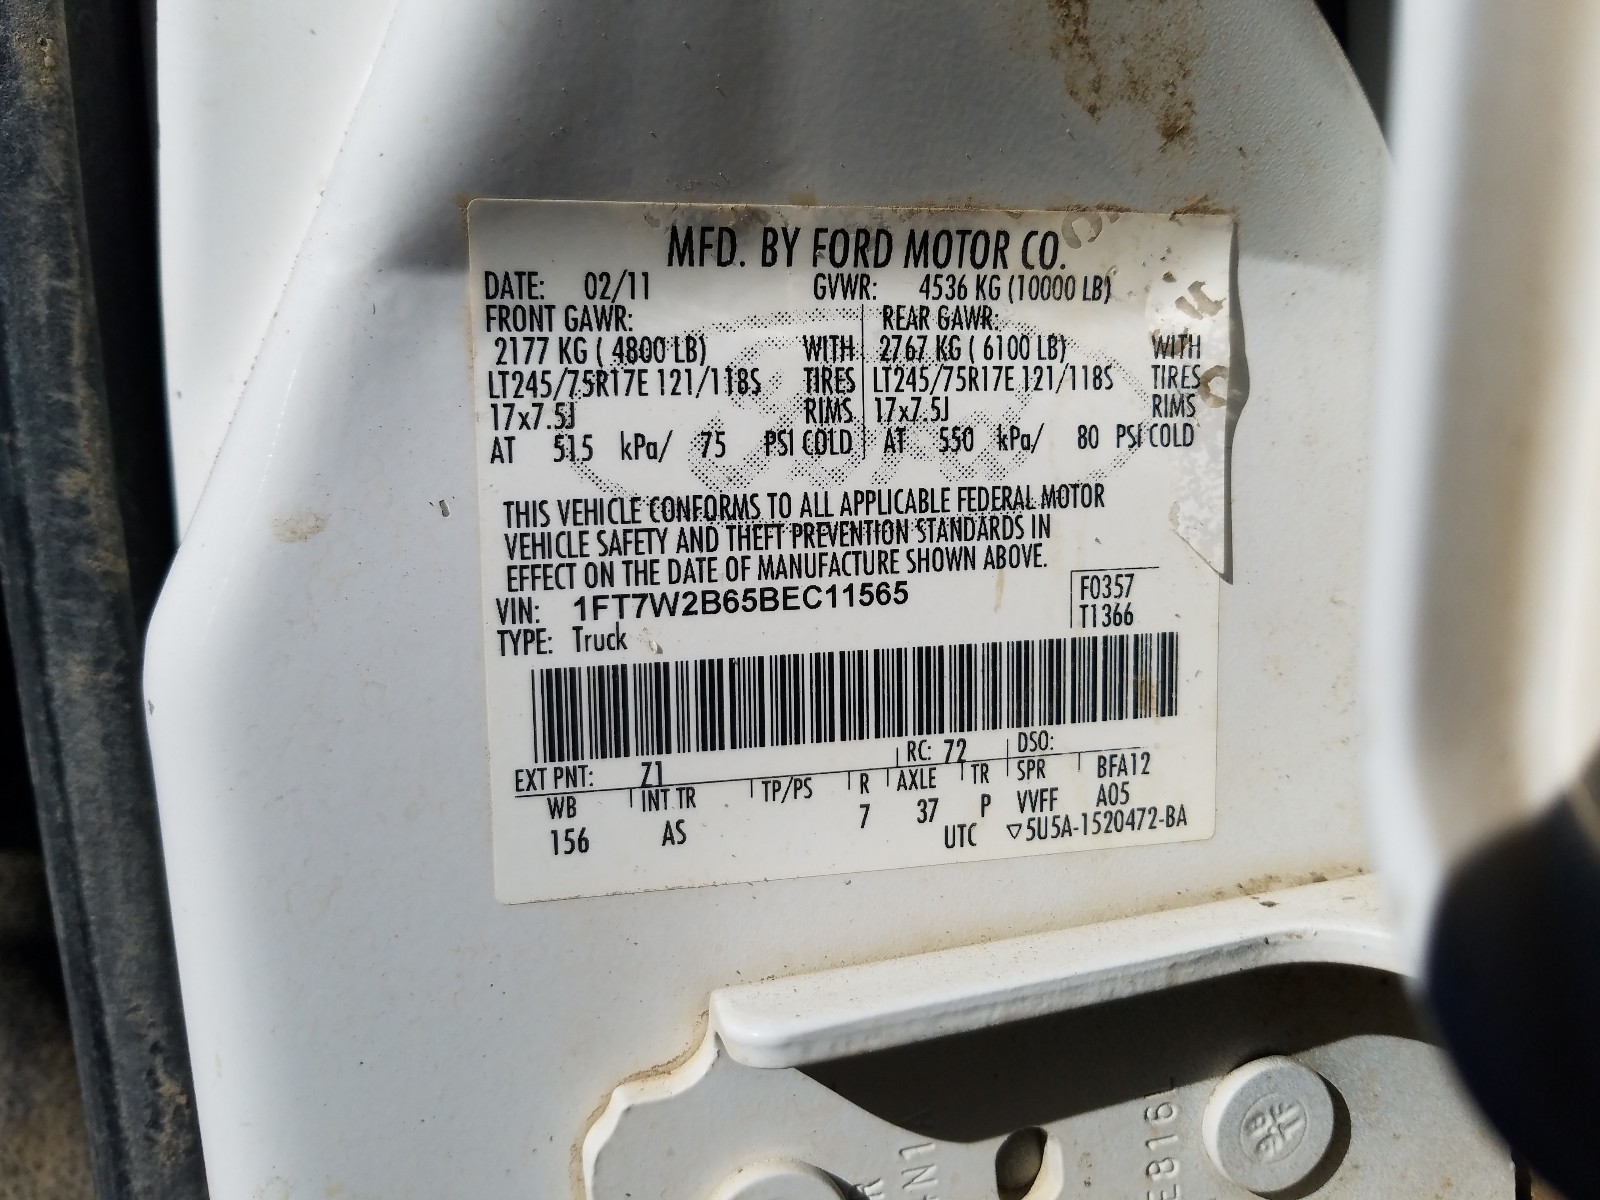 MFD. BY FORD MOTOR CO.
DATE: 02/11 GVWR: 4536 KG (10000 LB)
FRONT GAWR: REAR GAWR:
2177 KG ( 4800 LB) WITH 2767 KG ( 6100 LB) WITH
LT245/75R17E 121/118S TIRES LT245/75R17E 121/118S TIRES
17x7.5J RIMS 17x7.5J RIMS
AT 515 kPa/ 75 PSI COLD AT 550 kPa/ 80 PSI COLD
THIS VEHICLE CONFORMS TO ALL APPLICABLE FEDERAL MOTOR
VEHICLE SAFETY AND THEFT PREVENTION STANDARDS IN
EFFECT ON THE DATE OF MANUFACTURE SHOWN ABOVE.
VIN: 1FT7W2B65BEC11565 F0357
TYPE: Truck T1366
RC: 72 DSO:
EXT PNT: Z1
WB INT TR TP/PS R AXLE TR SPR BFA12
156 AS 7 37 P VVFF A05
UTC ▽5U5A-1520472-BA